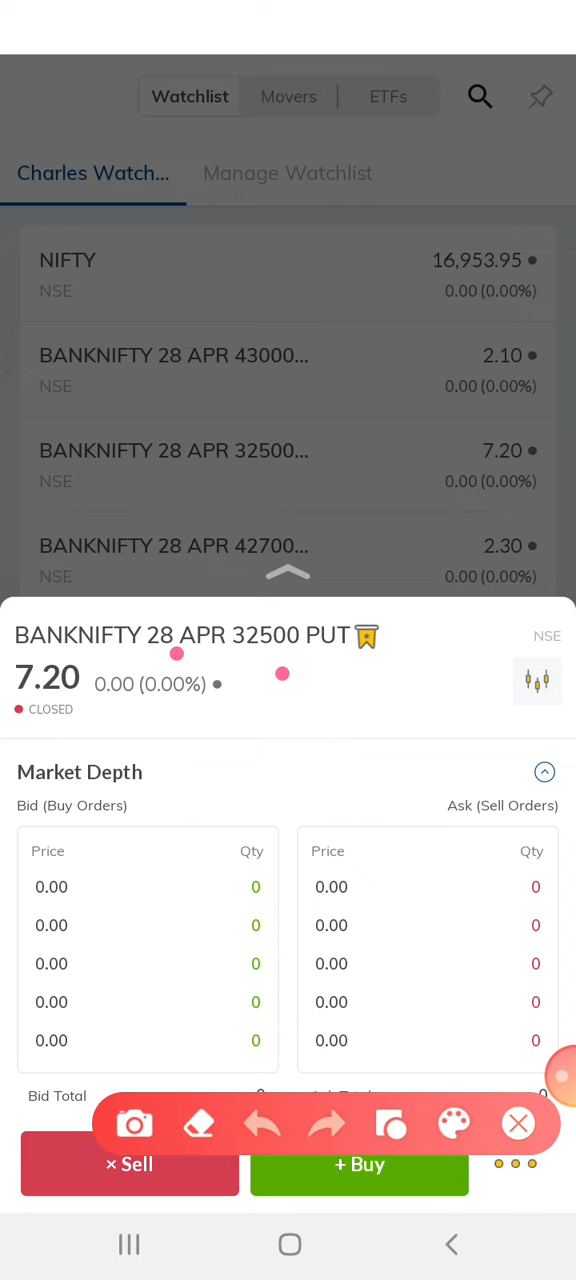 Watchlist Movers ETFs
Charles Watch... Manage Watchlist
NIFTY 16,953.95
NSE 0.00 (0.00%)
BANKNIFTY 28 APR 43000... 2.10
NSE 0.00 (0.00%)
BANKNIFTY 28 APR 32500... 7.20
NSE 0.00 (0.00%)
BANKNIFTY 28 APR 42700... 2.30
NSE 0.00 (0.00%)
BANKNIFTY 28 APR 32500 PUT NSE
7.20 0.00 (0.00%)
CLOSED
Market Depth
Bid (Buy Orders) Ask (Sell Orders)
Price Qty Price Qty
0.00 0 0.00 0
0.00 0 0.00 0
0.00 0 0.00 0
0.00 0 0.00 0
0.00 0 0.00 0
Bid Total 0 Ask Total 0
× Sell + Buy